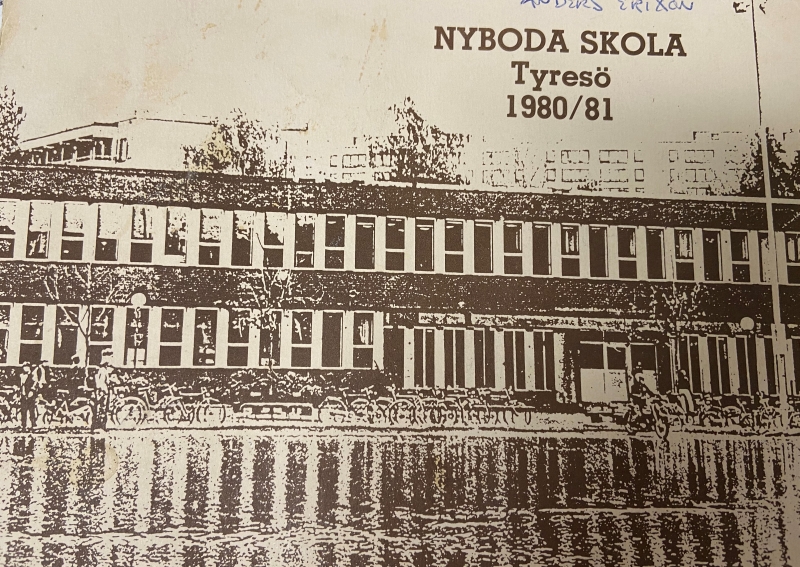 ANDERS ERIXON
NYBODA SKOLA
Tyresö
1980/81